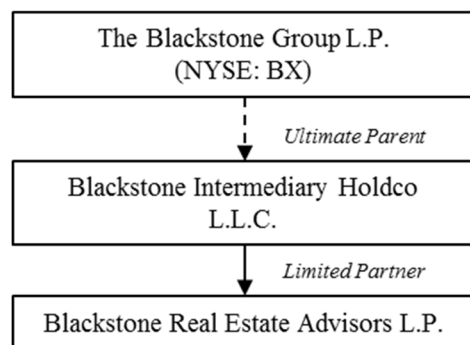 The Blackstone Group L.P.
(NYSE: BX)
Ultimate Parent
Blackstone Intermediary Holdco
L.L.C.
Limited Partner
Blackstone Real Estate Advisors L.P.